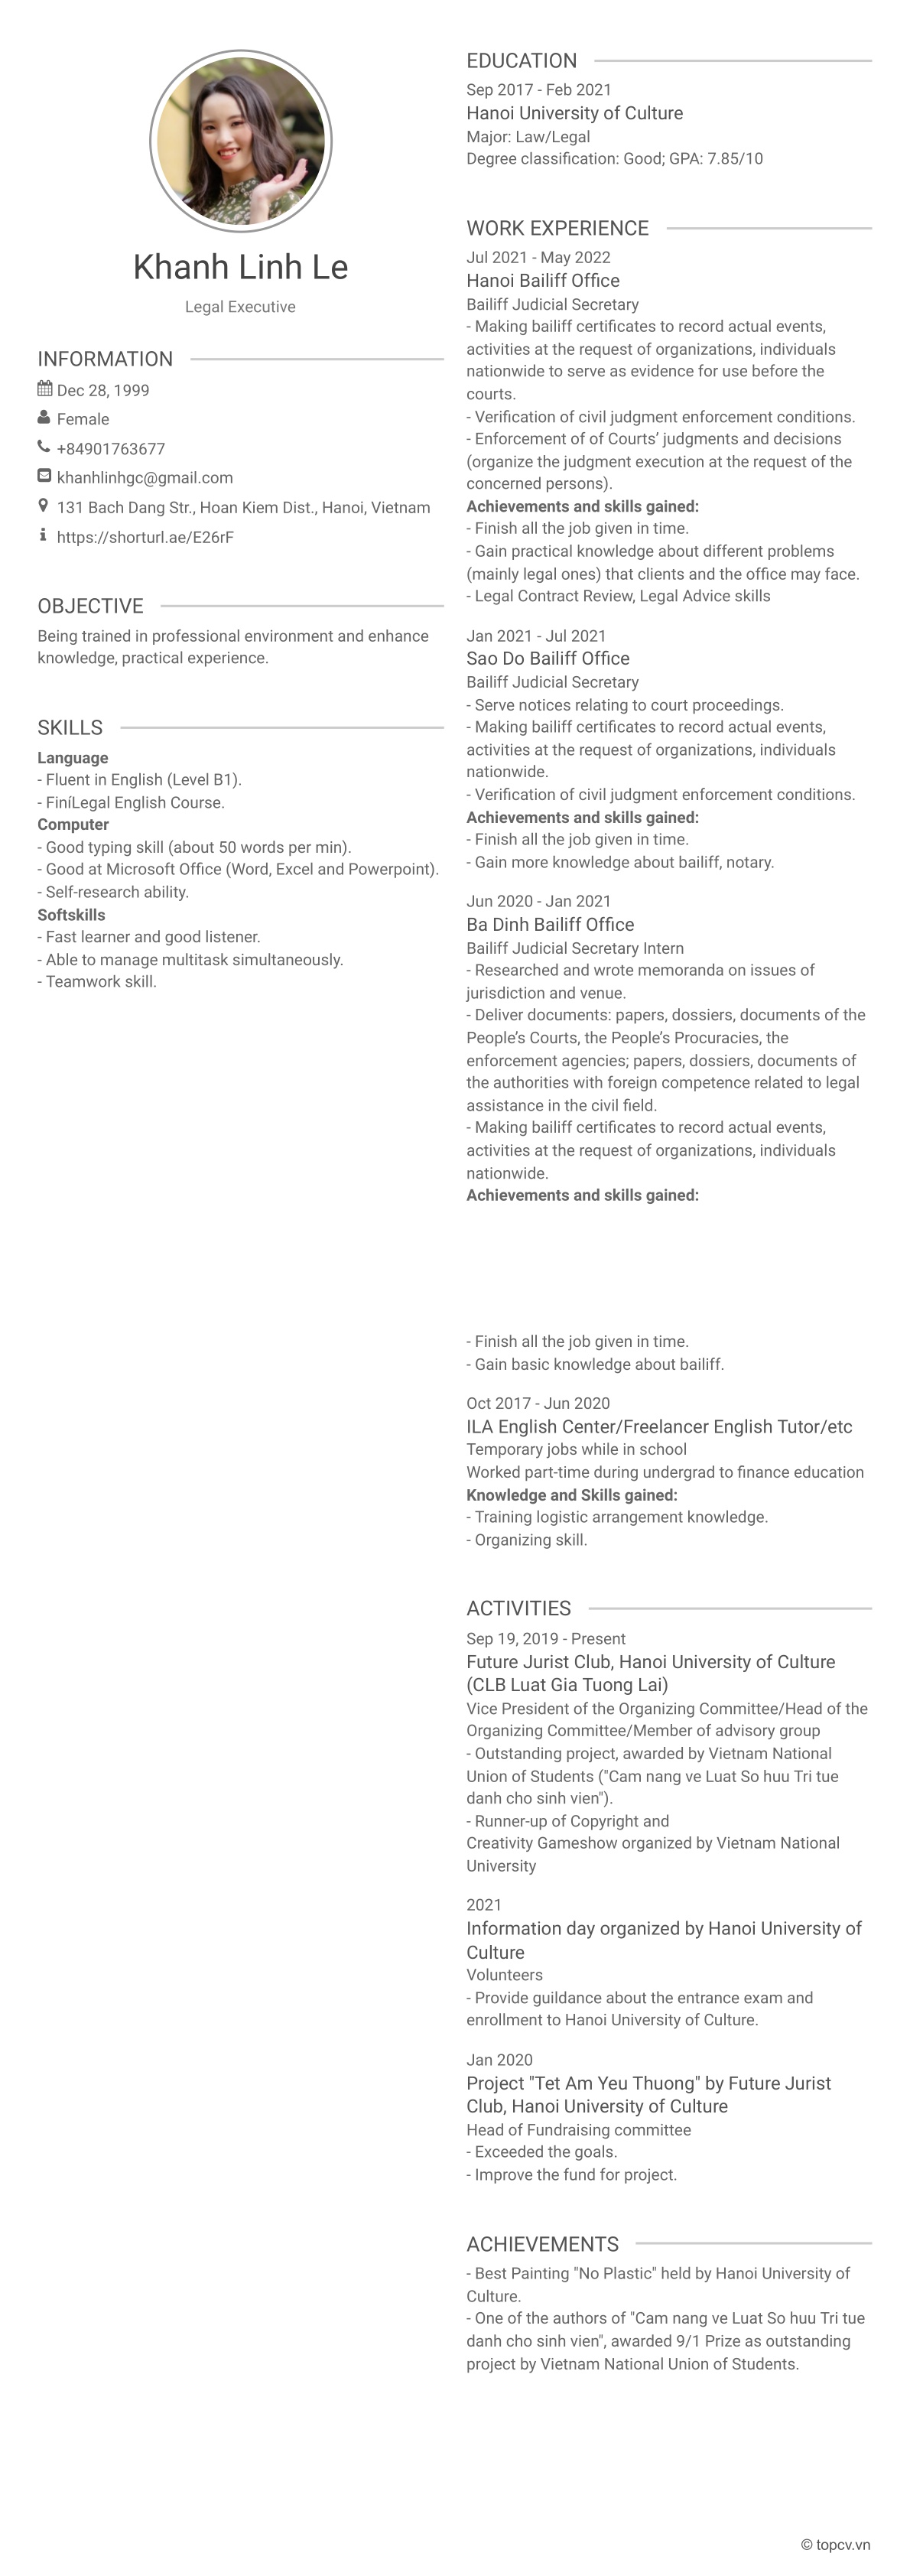 Khanh Linh Le
Legal Executive
INFORMATION
Dec 28, 1999
Female
+84901763677
khanhlinhgc@gmail.com
131 Bach Dang Str., Hoan Kiem Dist., Hanoi, Vietnam
https://shorturl.ae/E26rF
OBJECTIVE
Being trained in professional environment and enhance
knowledge, practical experience.
SKILLS
Language
- Fluent in English (Level B1).
- FiníLegal English Course.
Computer
- Good typing skill (about 50 words per min).
- Good at Microsoft Office (Word, Excel and Powerpoint).
- Self-research ability.
Softskills
- Fast learner and good listener.
- Able to manage multitask simultaneously.
- Teamwork skill.
EDUCATION
Sep 2017 - Feb 2021
Hanoi University of Culture
Major: Law/Legal
Degree classification: Good; GPA: 7.85/10
WORK EXPERIENCE
Jul 2021 - May 2022
Hanoi Bailiff Office
Bailiff Judicial Secretary
- Making bailiff certificates to record actual events,
activities at the request of organizations, individuals
nationwide to serve as evidence for use before the
courts.
- Verification of civil judgment enforcement conditions.
- Enforcement of of Courts’ judgments and decisions
(organize the judgment execution at the request of the
concerned persons).
Achievements and skills gained:
- Finish all the job given in time.
- Gain practical knowledge about different problems
(mainly legal ones) that clients and the office may face.
- Legal Contract Review, Legal Advice skills
Jan 2021 - Jul 2021
Sao Do Bailiff Office
Bailiff Judicial Secretary
- Serve notices relating to court proceedings.
- Making bailiff certificates to record actual events,
activities at the request of organizations, individuals
nationwide.
- Verification of civil judgment enforcement conditions.
Achievements and skills gained:
- Finish all the job given in time.
- Gain more knowledge about bailiff, notary.
Jun 2020 - Jan 2021
Ba Dinh Bailiff Office
Bailiff Judicial Secretary Intern
- Researched and wrote memoranda on issues of
jurisdiction and venue.
- Deliver documents: papers, dossiers, documents of the
People’s Courts, the People’s Procuracies, the
enforcement agencies; papers, dossiers, documents of
the authorities with foreign competence related to legal
assistance in the civil field.
- Making bailiff certificates to record actual events,
activities at the request of organizations, individuals
nationwide.
Achievements and skills gained:
- Finish all the job given in time.
- Gain basic knowledge about bailiff.
Oct 2017 - Jun 2020
ILA English Center/Freelancer English Tutor/etc
Temporary jobs while in school
Worked part-time during undergrad to finance education
Knowledge and Skills gained:
- Training logistic arrangement knowledge.
- Organizing skill.
ACTIVITIES
Sep 19, 2019 - Present
Future Jurist Club, Hanoi University of Culture
(CLB Luat Gia Tuong Lai)
Vice President of the Organizing Committee/Head of the
Organizing Committee/Member of advisory group
- Outstanding project, awarded by Vietnam National
Union of Students ("Cam nang ve Luat So huu Tri tue
danh cho sinh vien").
- Runner-up of Copyright and
Creativity Gameshow organized by Vietnam National
University
2021
Information day organized by Hanoi University of
Culture
Volunteers
- Provide guildance about the entrance exam and
enrollment to Hanoi University of Culture.
Jan 2020
Project "Tet Am Yeu Thuong" by Future Jurist
Club, Hanoi University of Culture
Head of Fundraising committee
- Exceeded the goals.
- Improve the fund for project.
ACHIEVEMENTS
- Best Painting "No Plastic" held by Hanoi University of
Culture.
- One of the authors of "Cam nang ve Luat So huu Tri tue
danh cho sinh vien", awarded 9/1 Prize as outstanding
project by Vietnam National Union of Students.
© topcv.vn